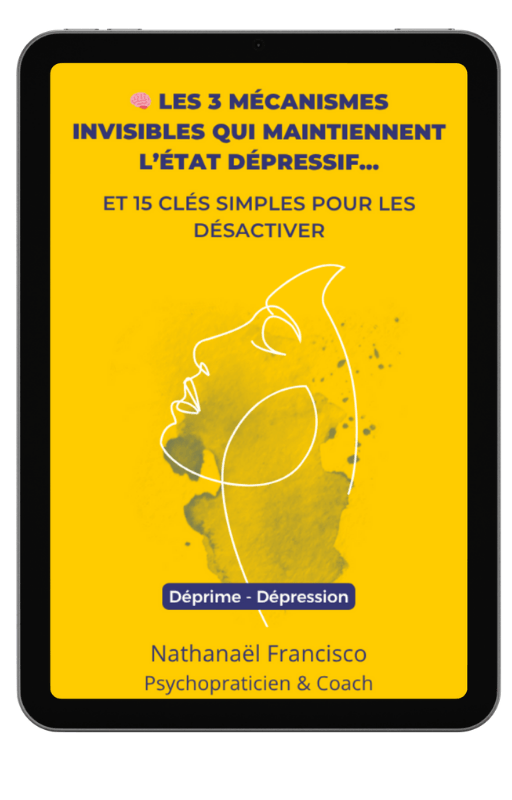 🧠 LES 3 MÉCANISMES
INVISIBLES QUI MAINTIENNENT
L'ÉTAT DÉPRESSIF...
ET 15 CLÉS SIMPLES POUR LES
DÉSACTIVER
Déprime - Dépression
Nathanaël Francisco
Psychopraticien & Coach